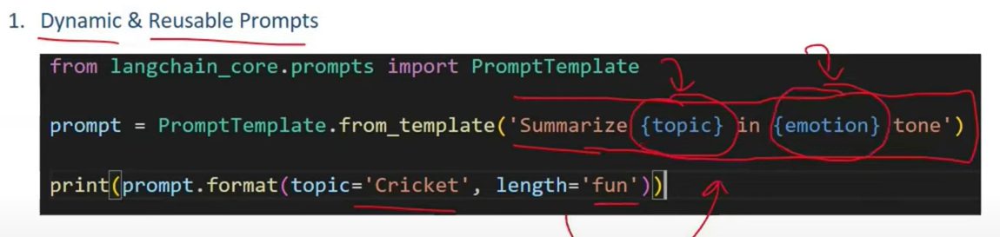 1. Dynamic & Reusable Prompts
from langchain_core.prompts import PromptTemplate
prompt = PromptTemplate.from_template('Summarize {topic} in {emotion} tone')
print(prompt.format(topic='Cricket', length='fun'))